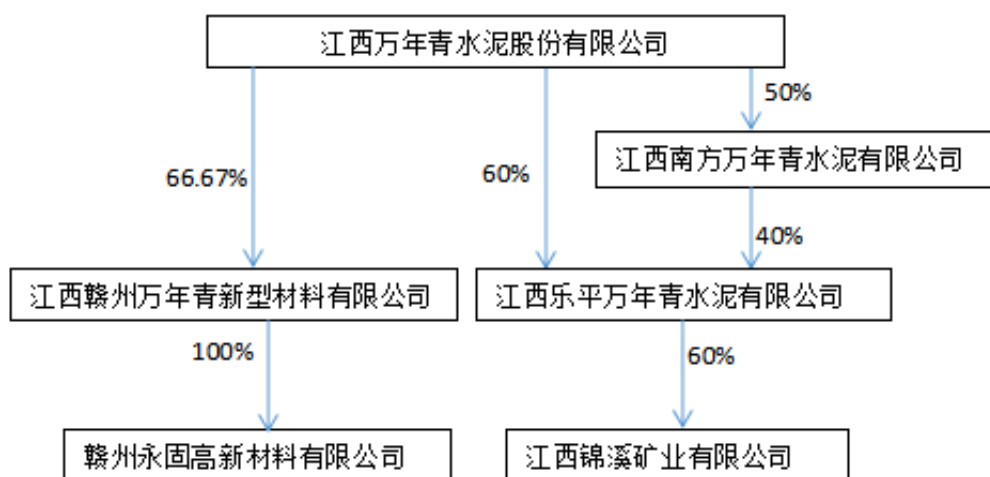 江西万年青水泥股份有限公司
50%
江西南方万年青水泥有限公司
66.67%
60%
40%
江西赣州万年青新型材料有限公司
江西乐平万年青水泥有限公司
100%
60%
赣州永固高新材料有限公司
江西锦溪矿业有限公司